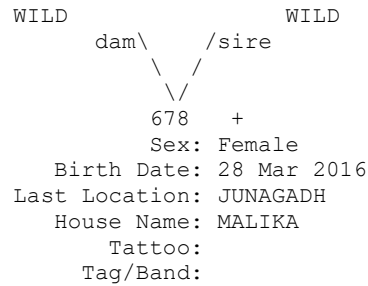 WILD WILD
dam\ /sire
\ /
\/
678 +
Sex: Female
Birth Date: 28 Mar 2016
Last Location: JUNAGADH
House Name: MALIKA
Tattoo:
Tag/Band: